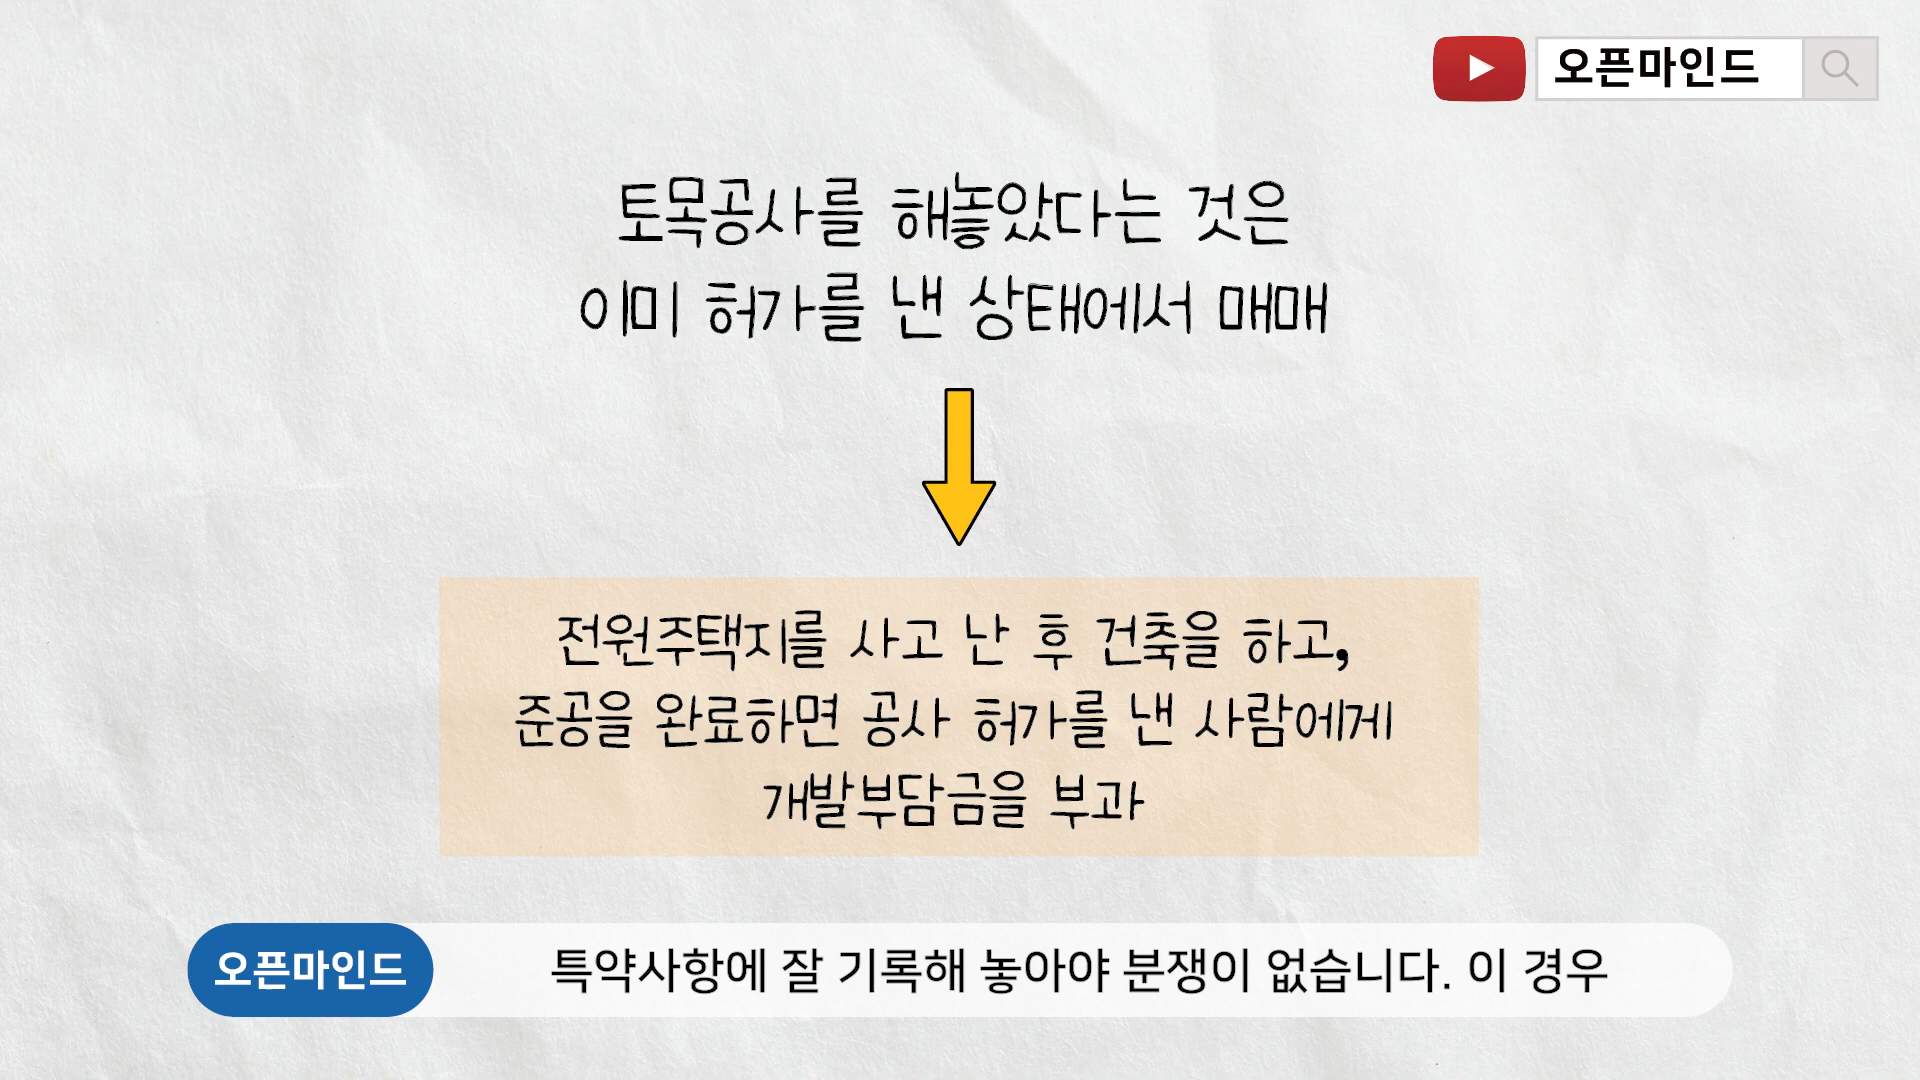 오픈마인드
토목공사를 해놓았다는 것은
이미 허가를 낸 상태에서 매매
전원주택지를 사고 난 후 건축을 하고,
준공을 완료하면 공사 허가를 낸 사람에게
개발부담금을 부과
오픈마인드 특약사항에 잘 기록해 놓아야 분쟁이 없습니다. 이 경우